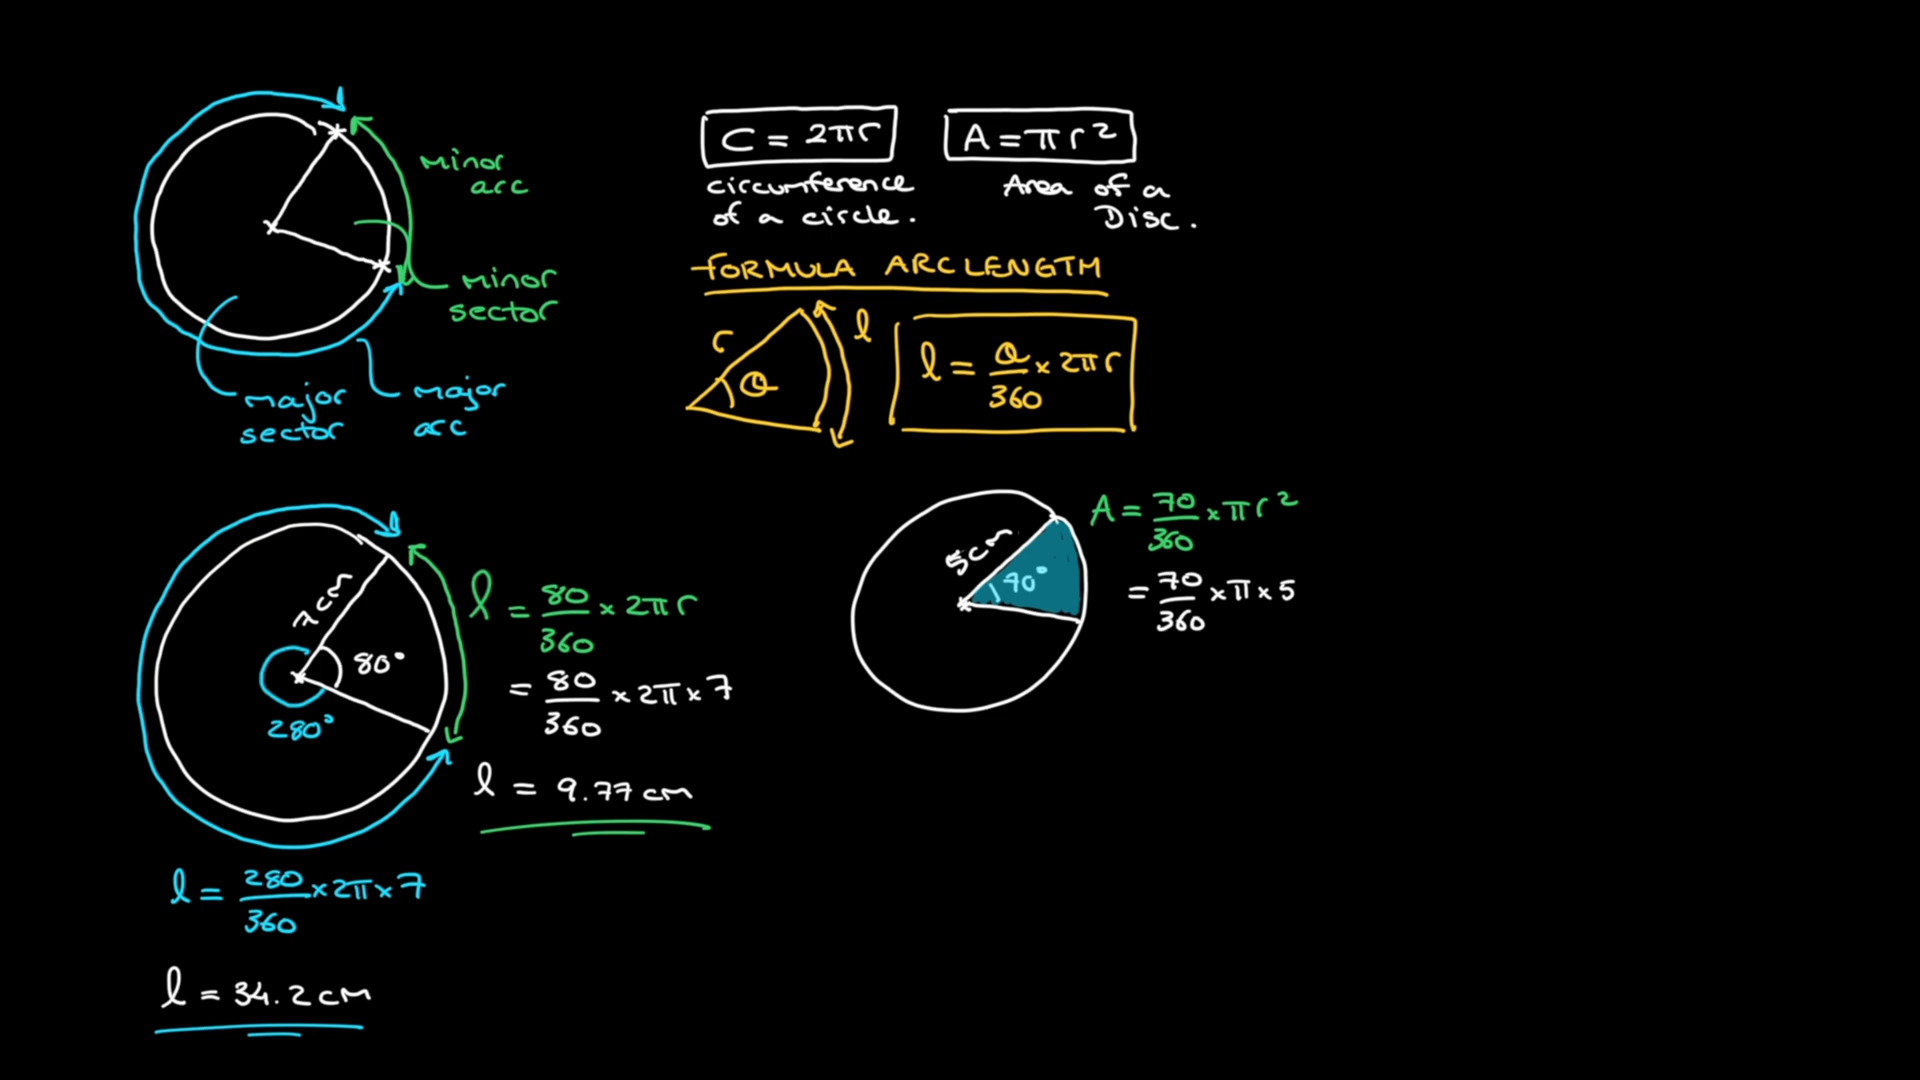 minor
arc
minor
sector
major
sector
major
arc
C = 2πr
circumference
of a circle.
A = πr²
Area of a
Disc.
FORMULA ARC LENGTH
r
θ
l
l = θ/360 × 2πr
7cm
80°
280°
l = 80/360 × 2πr
= 80/360 × 2π × 7
l = 9.77 cm
l = 280/360 × 2π × 7
l = 34.2 cm
5cm
70°
A = 70/360 × πr²
= 70/360 × π × 5